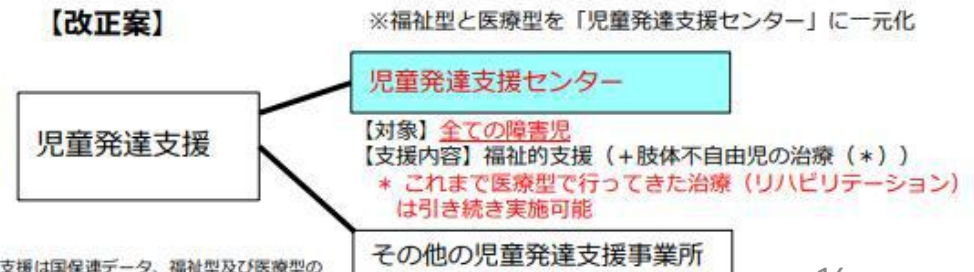 【改正案】
※福祉型と医療型を「児童発達支援センター」に一元化
児童発達支援センター
児童発達支援
【対象】全ての障害児
【支援内容】福祉的支援（+肢体不自由児の治療（*））
* これまで医療型で行ってきた治療（リハビリテーション）
は引き続き実施可能
その他の児童発達支援事業所
支援は国保連データ、福祉型及び医療型の